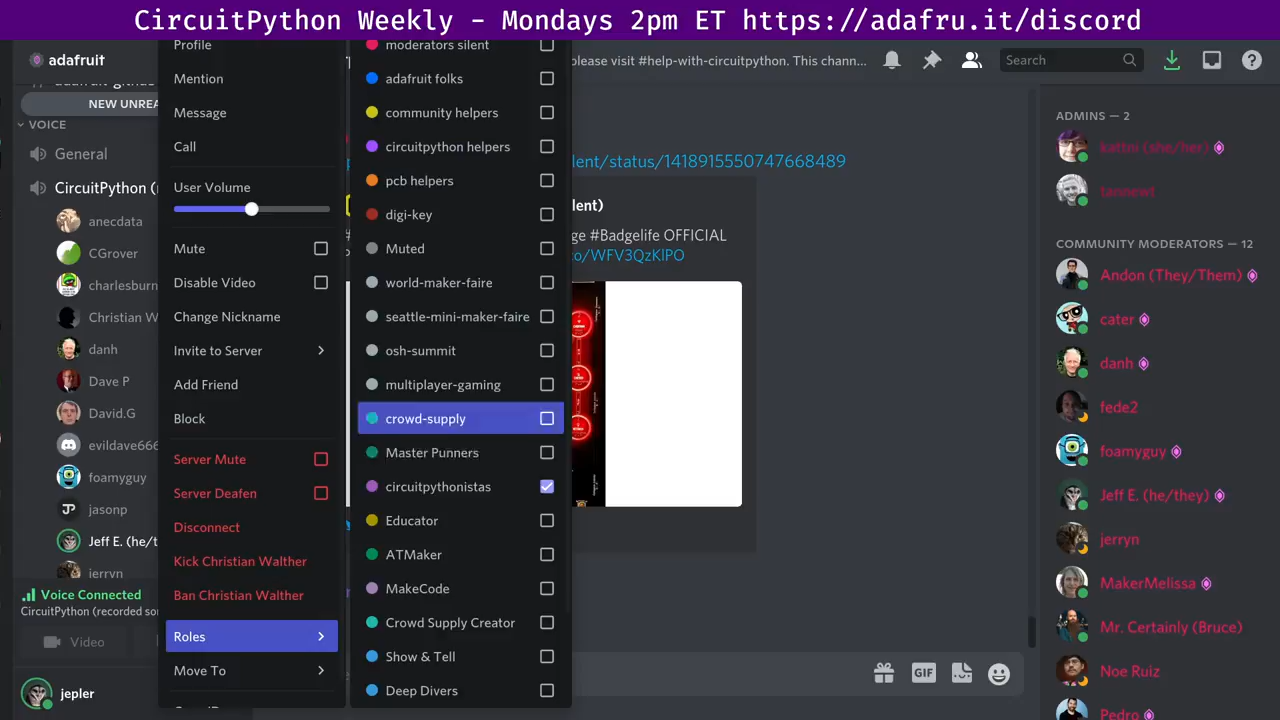 CircuitPython Weekly - Mondays 2pm ET https://adafru.it/discord
adafruit
NEW UNREA
VOICE
General
CircuitPython (r
anecdata
CGrover
charlesburn
Christian W
danh
Dave P
David.G
evildave666
foamyguy
jasonp
Jeff E. (he/t
jerryn
Voice Connected
CircuitPython (recorded so
Video
jepler
Profile
Mention
Message
Call
User Volume
Mute
Disable Video
Change Nickname
Invite to Server
Add Friend
Block
Server Mute
Server Deafen
Disconnect
Kick Christian Walther
Ban Christian Walther
Roles
Move To
moderators silent
adafruit folks
community helpers
circuitpython helpers
pcb helpers
digi-key
Muted
world-maker-faire
seattle-mini-maker-faire
osh-summit
multiplayer-gaming
crowd-supply
Master Punners
circuitpythonistas
Educator
ATMaker
MakeCode
Crowd Supply Creator
Show & Tell
Deep Divers
please visit #help-with-circuitpython. This chann...
Search
lent/status/1418915550747668489
lent)
ge #Badgelife OFFICIAL
co/WFV3QzKlPO
GIF
ADMINS — 2
kattni (she/her)
tannewt
COMMUNITY MODERATORS — 12
Andon (They/Them)
cater
danh
fede2
foamyguy
Jeff E. (he/they)
jerryn
MakerMelissa
Mr. Certainly (Bruce)
Noe Ruiz
Pedro